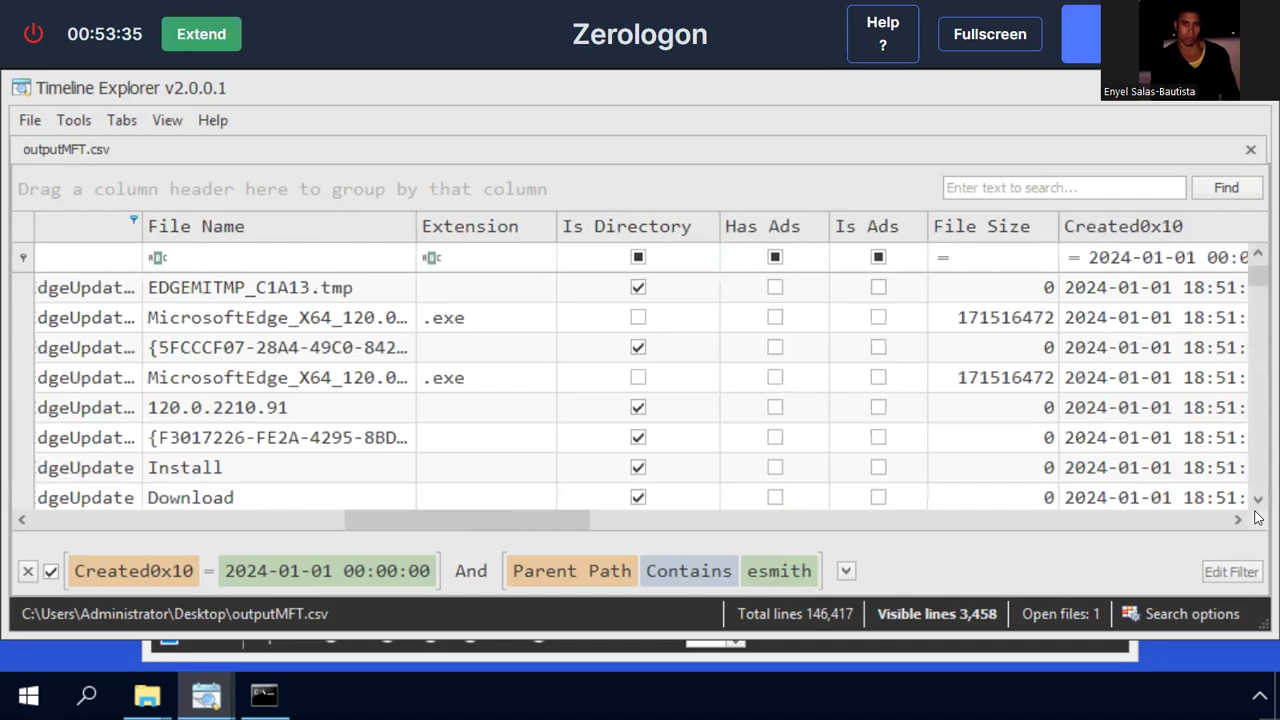 00:53:35
Extend
Zerologon
Help
?
Fullscreen
Enyel Salas-Bautista
Timeline Explorer v2.0.0.1
File Tools Tabs View Help
outputMFT.csv
Drag a column header here to group by that column
Enter text to search...
Find
File Name Extension Is Directory Has Ads Is Ads File Size Created0x10
= = 2024-01-01 00:0
EdgeUpdat... EDGEMITMP_C1A13.tmp 0 2024-01-01 18:51:
EdgeUpdat... MicrosoftEdge_X64_120.0... .exe 171516472 2024-01-01 18:51:
EdgeUpdat... {5FCCCF07-28A4-49C0-842... 0 2024-01-01 18:51:
EdgeUpdat... MicrosoftEdge_X64_120.0... .exe 171516472 2024-01-01 18:51:
EdgeUpdat... 120.0.2210.91 0 2024-01-01 18:51:
EdgeUpdat... {F3017226-FE2A-4295-8BD... 0 2024-01-01 18:51:
EdgeUpdate Install 0 2024-01-01 18:51:
EdgeUpdate Download 0 2024-01-01 18:51:
Created0x10 = 2024-01-01 00:00:00 And Parent Path Contains esmith
Edit Filter
C:\Users\Administrator\Desktop\outputMFT.csv
Total lines 146,417
Visible lines 3,458
Open files: 1
Search options